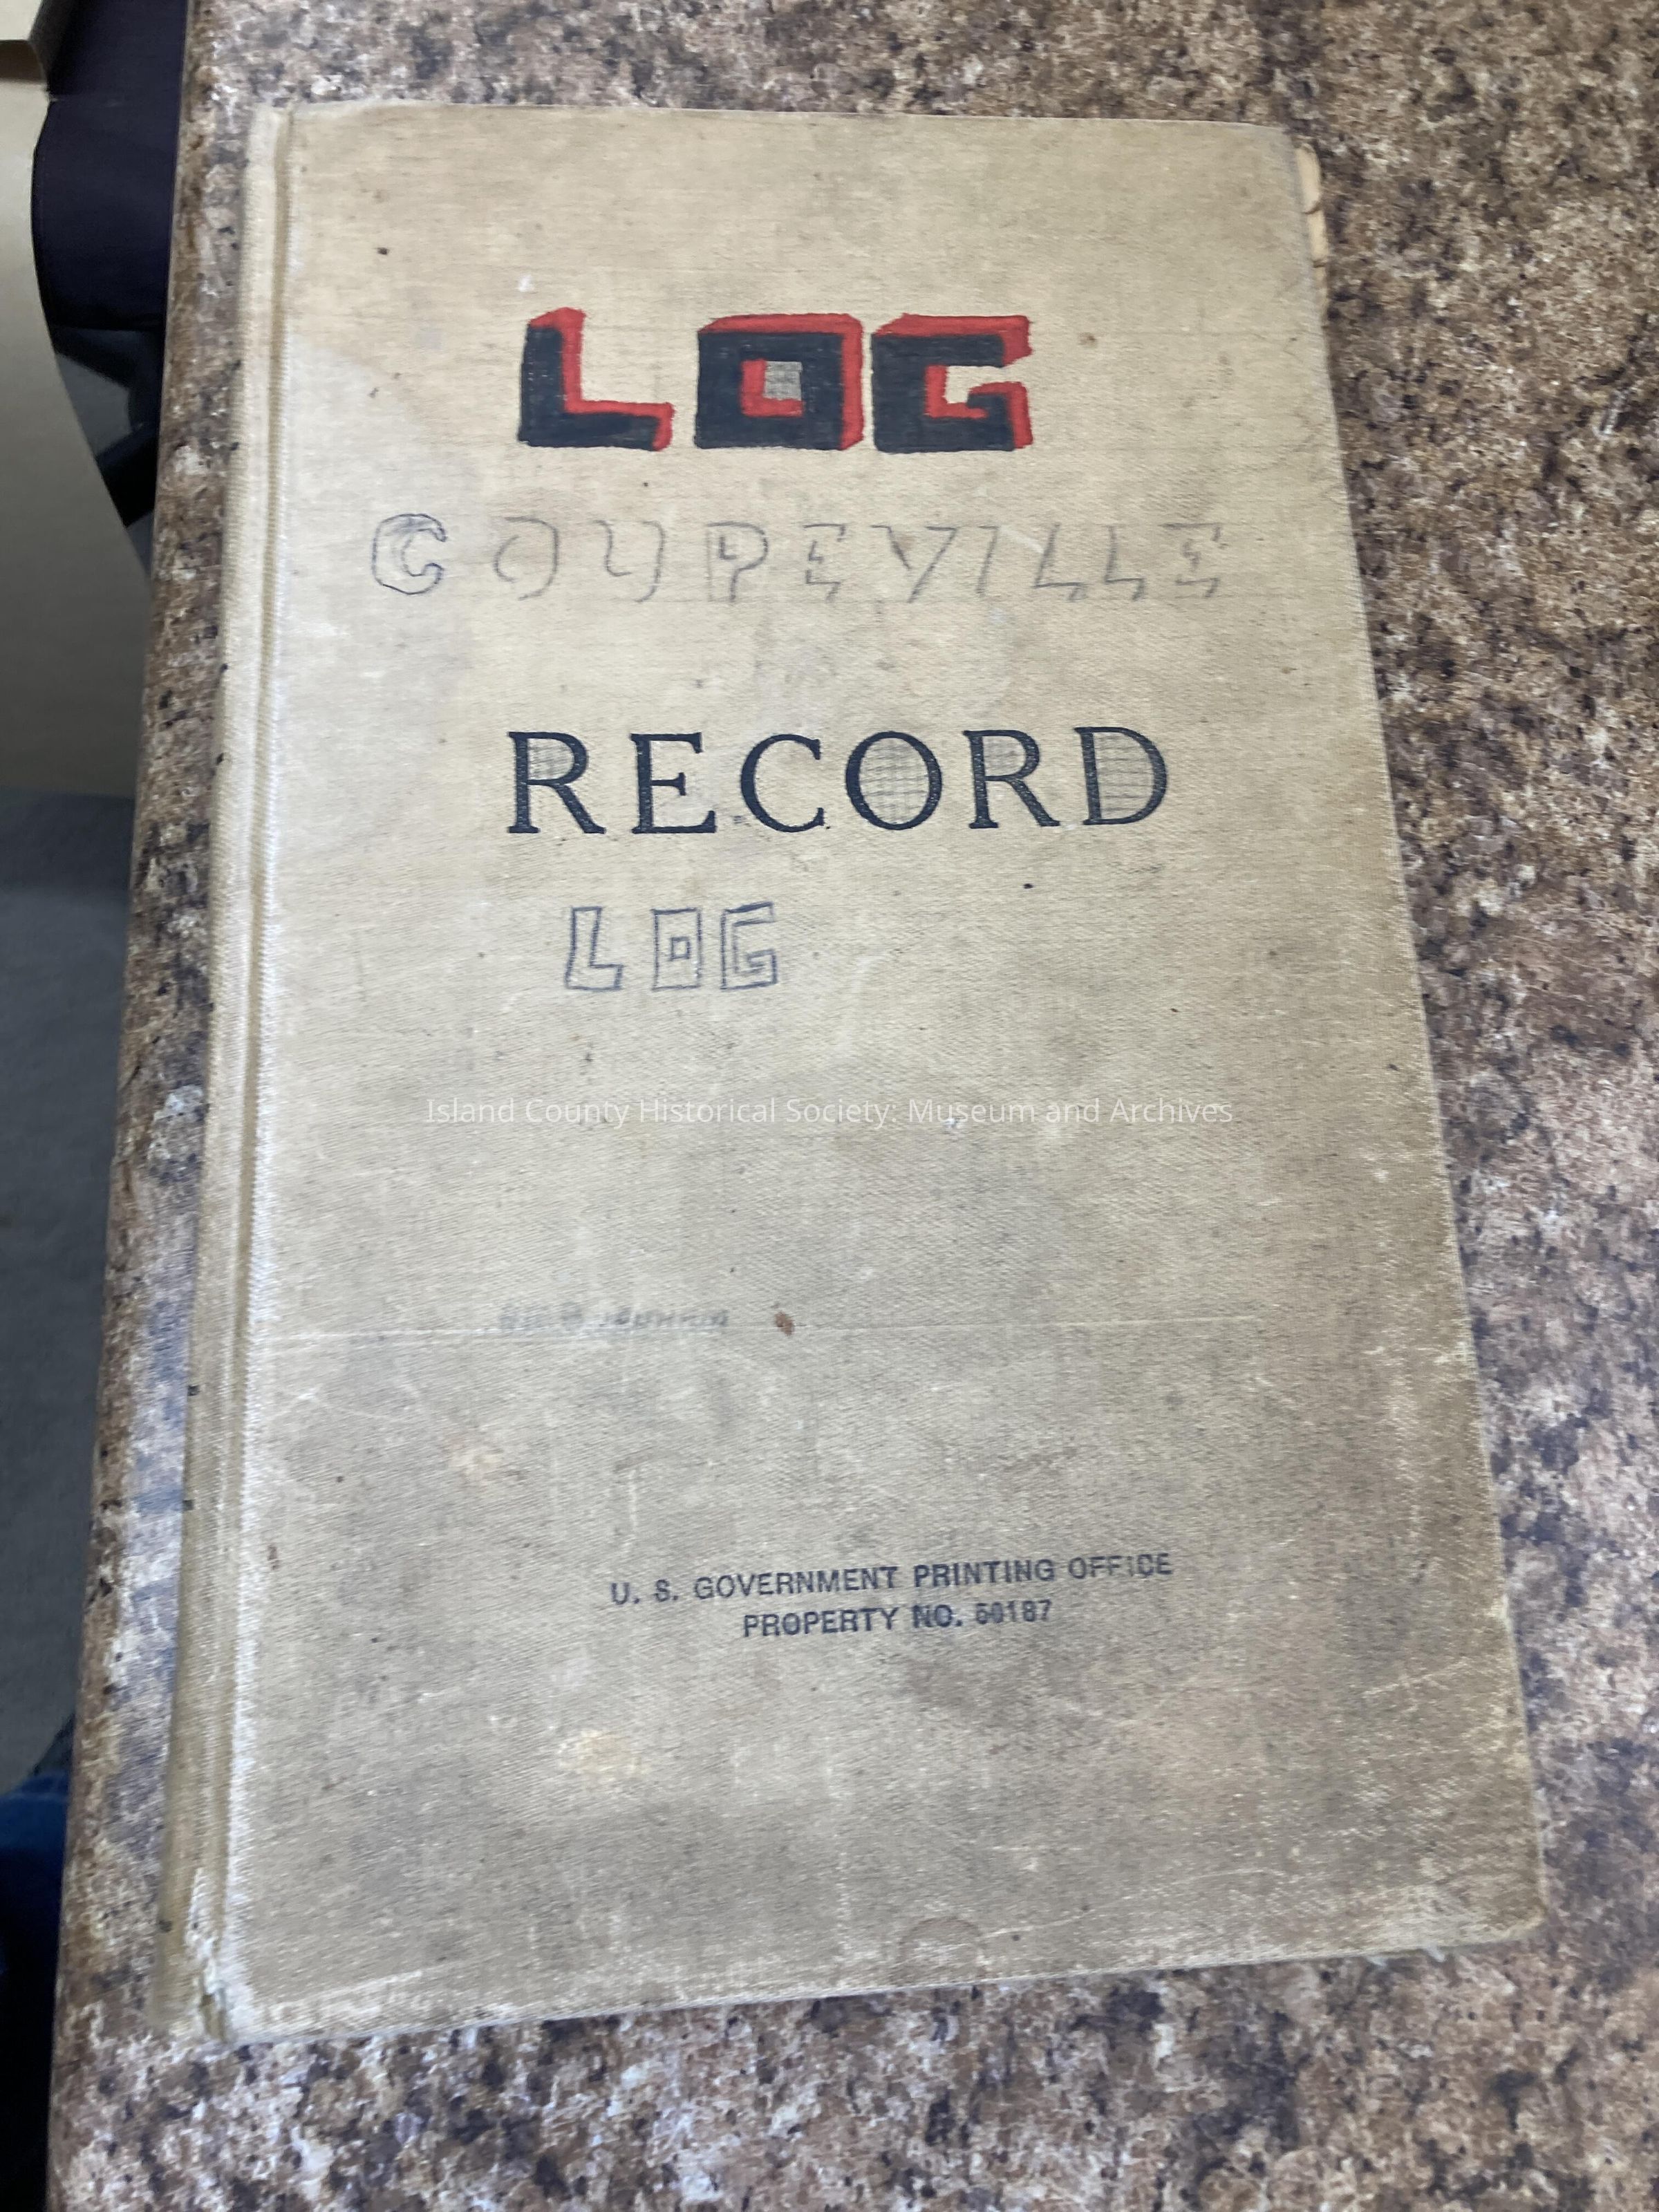 LOG
COUPEVILLE
RECORD
LOG
Island County Historical Society: Museum and Archives
U. S. GOVERNMENT PRINTING OFFICE
PROPERTY NO. 50187